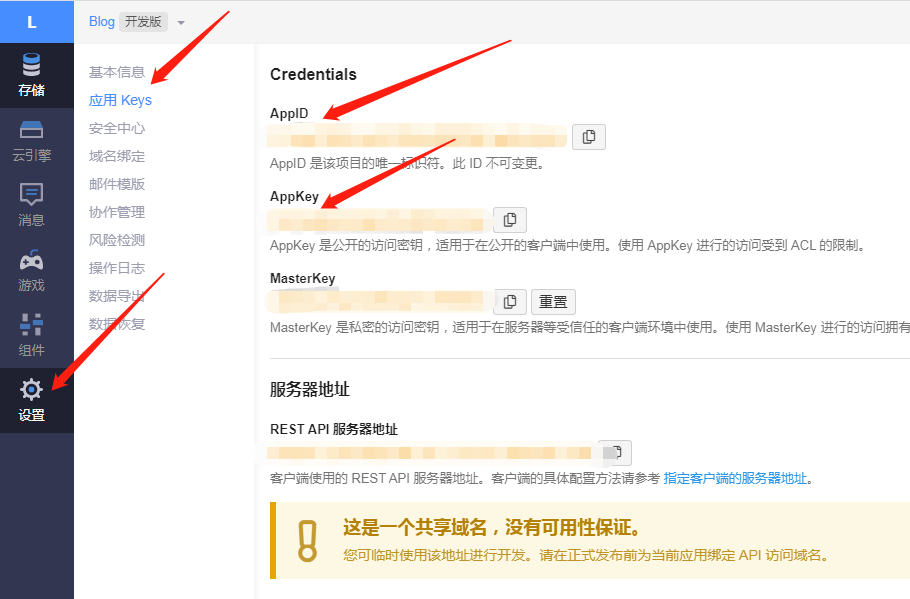 L
Blog 开发版
存储
云引擎
消息
游戏
组件
设置
基本信息
应用 Keys
安全中心
域名绑定
邮件模版
协作管理
风险检测
操作日志
数据导出
数据恢复
Credentials
AppID
AppID 是该项目的唯一标识符。此 ID 不可变更。
AppKey
AppKey 是公开的访问密钥，适用于在公开的客户端中使用。使用 AppKey 进行的访问受到 ACL 的限制。
MasterKey
重置
MasterKey 是私密的访问密钥，适用于在服务器等受信任的客户端环境中使用。使用 MasterKey 进行的访问拥有
服务器地址
REST API 服务器地址
客户端使用的 REST API 服务器地址。客户端的具体配置方法请参考 指定客户端的服务器地址。
这是一个共享域名，没有可用性保证。
您可临时使用该地址进行开发。请在正式发布前为当前应用绑定 API 访问域名。